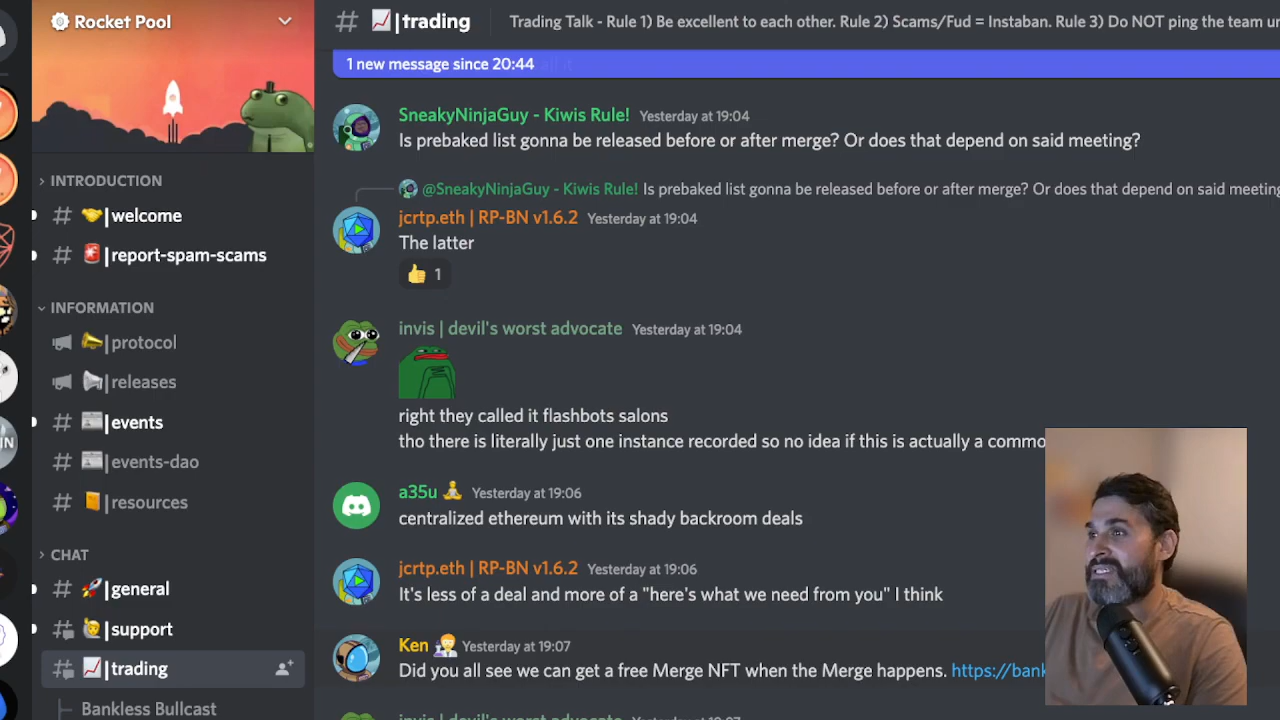 Rocket Pool
# |trading
Trading Talk - Rule 1) Be excellent to each other. Rule 2) Scams/Fud = Instaban. Rule 3) Do NOT ping the team
1 new message since 20:44
INTRODUCTION
# |welcome
# |report-spam-scams
INFORMATION
|protocol
|releases
# |events
# |events-dao
# |resources
CHAT
# |general
# |support
# |trading
Bankless Bullcast
SneakyNinjaGuy - Kiwis Rule! Yesterday at 19:04
Is prebaked list gonna be released before or after merge? Or does that depend on said meeting?
@SneakyNinjaGuy - Kiwis Rule! Is prebaked list gonna be released before or after merge? Or does that depend on said meeting
jcrtp.eth | RP-BN v1.6.2 Yesterday at 19:04
The latter
👍 1
invis | devil's worst advocate Yesterday at 19:04
right they called it flashbots salons
tho there is literally just one instance recorded so no idea if this is actually a commo
a35u Yesterday at 19:06
centralized ethereum with its shady backroom deals
jcrtp.eth | RP-BN v1.6.2 Yesterday at 19:06
It's less of a deal and more of a "here's what we need from you" I think
Ken Yesterday at 19:07
Did you all see we can get a free Merge NFT when the Merge happens. https://bank
invis | devil's worst advocate Yesterday at 19:07
IN